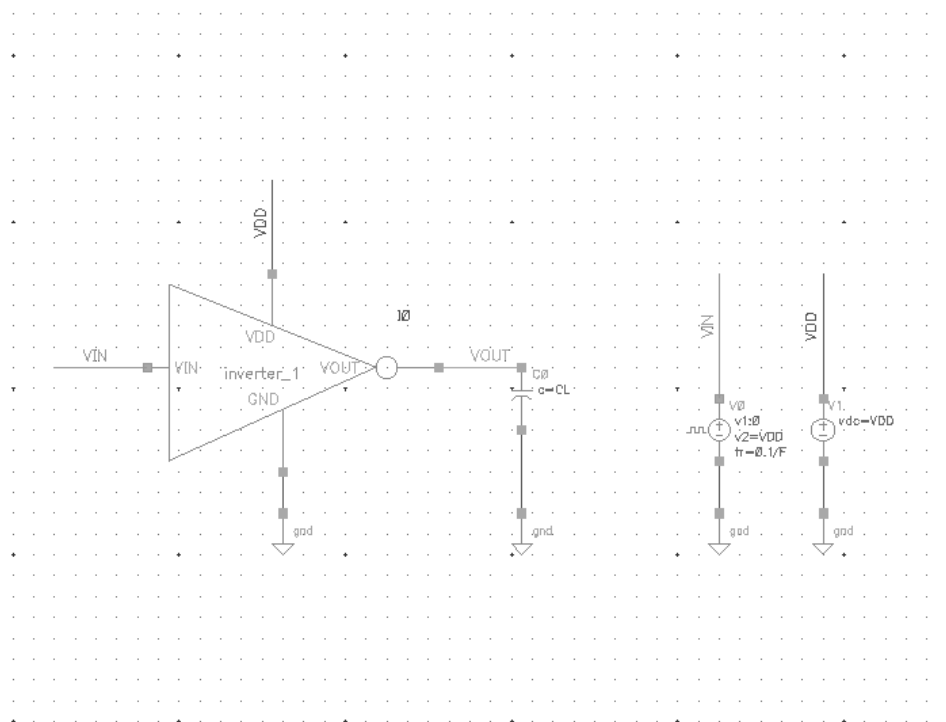 VDD
I0
VDD
VIN
VIN
inverter_1
GND
VOUT
VOUT
C0
c=CL
gnd
gnd
VIN
V0
v1:0
v2=VDD
tr=0.1/F
gnd
VDD
V1
vdc=VDD
gnd